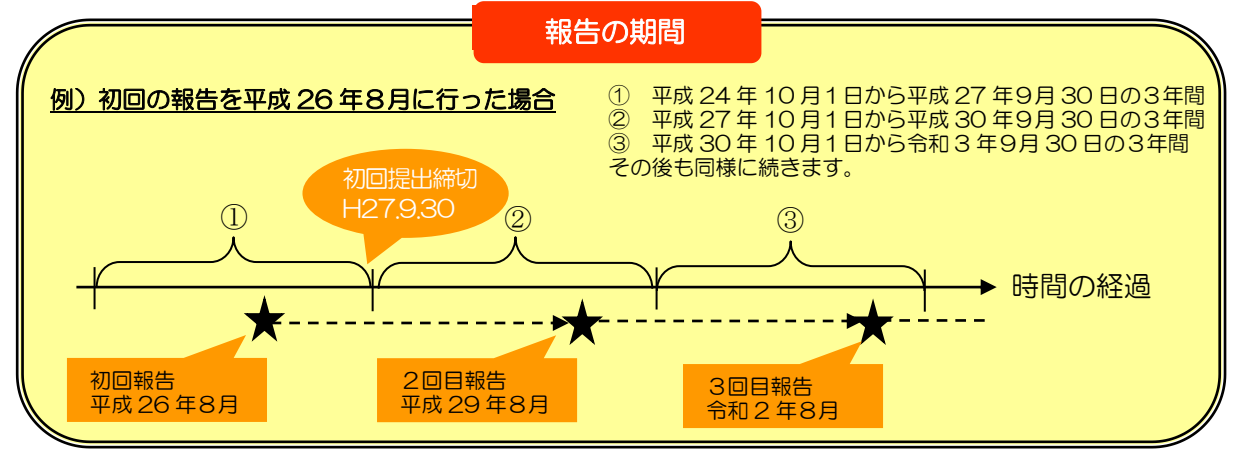 報告の期間
例）初回の報告を平成26年８月に行った場合
①　平成24年10月１日から平成27年９月30日の３年間
②　平成27年10月１日から平成30年９月30日の３年間
③　平成30年10月１日から令和３年９月30日の３年間
その後も同様に続きます。
初回提出締切
H27.9.30
①
②
③
時間の経過
初回報告
平成26年８月
２回目報告
平成29年８月
３回目報告
令和２年８月